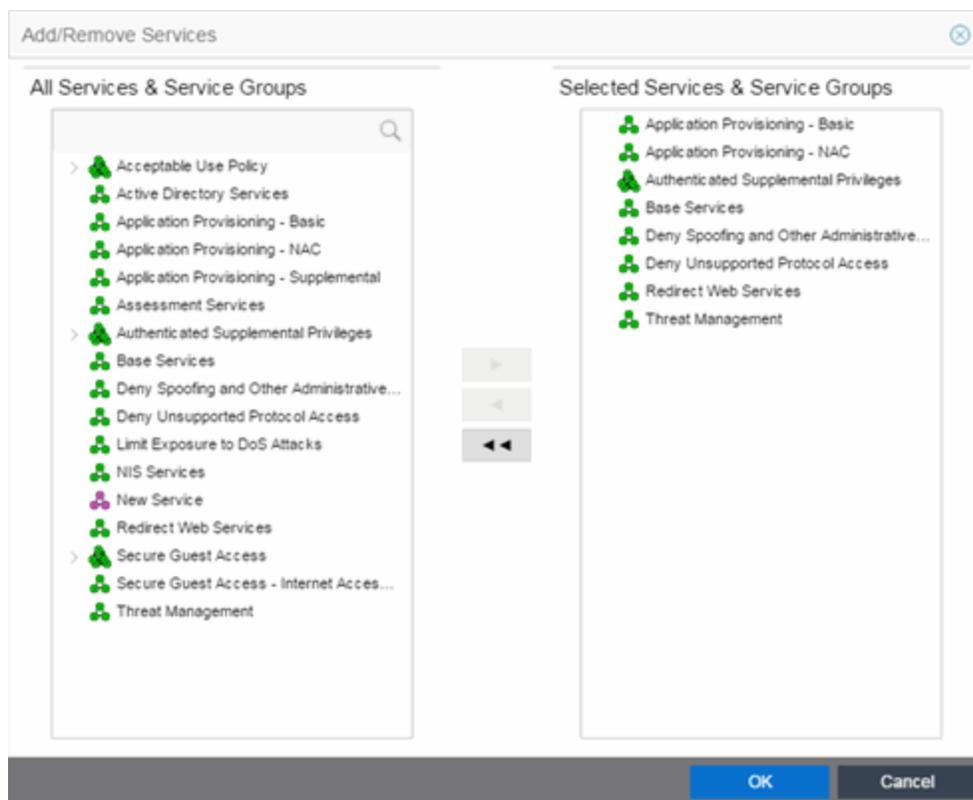 Add/Remove Services
All Services & Service Groups
Acceptable Use Policy
Active Directory Services
Application Provisioning - Basic
Application Provisioning - NAC
Application Provisioning - Supplemental
Assessment Services
Authenticated Supplemental Privileges
Base Services
Deny Spoofing and Other Administrative...
Deny Unsupported Protocol Access
Limit Exposure to DoS Attacks
NIS Services
New Service
Redirect Web Services
Secure Guest Access
Secure Guest Access - Internet Acces...
Threat Management
Selected Services & Service Groups
Application Provisioning - Basic
Application Provisioning - NAC
Authenticated Supplemental Privileges
Base Services
Deny Spoofing and Other Administrative...
Deny Unsupported Protocol Access
Redirect Web Services
Threat Management
OK
Cancel